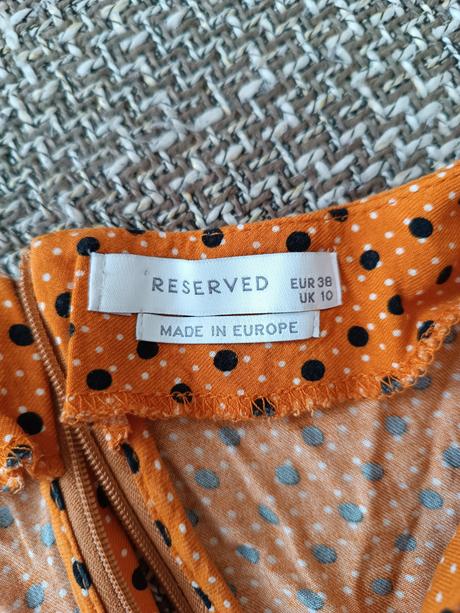 RESERVED
EUR 38
UK 10
MADE IN EUROPE